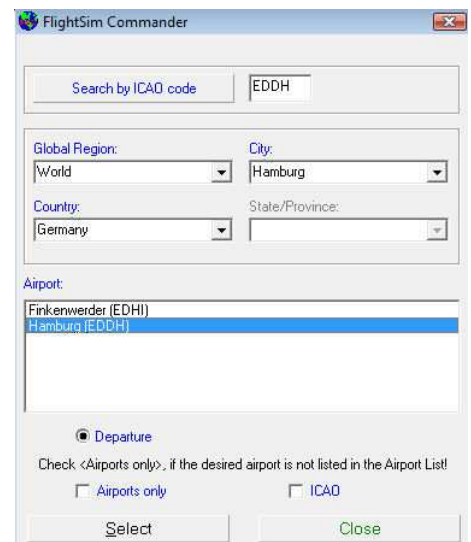 FlightSim Commander
Search by ICAO code EDDH
Global Region: City:
World Hamburg
Country: State/Province:
Germany
Airport:
Finkenwerder (EDHI)
Hamburg (EDDH)
Departure
Check <Airports only>, if the desired airport is not listed in the Airport List!
Airports only ICAO
Select Close